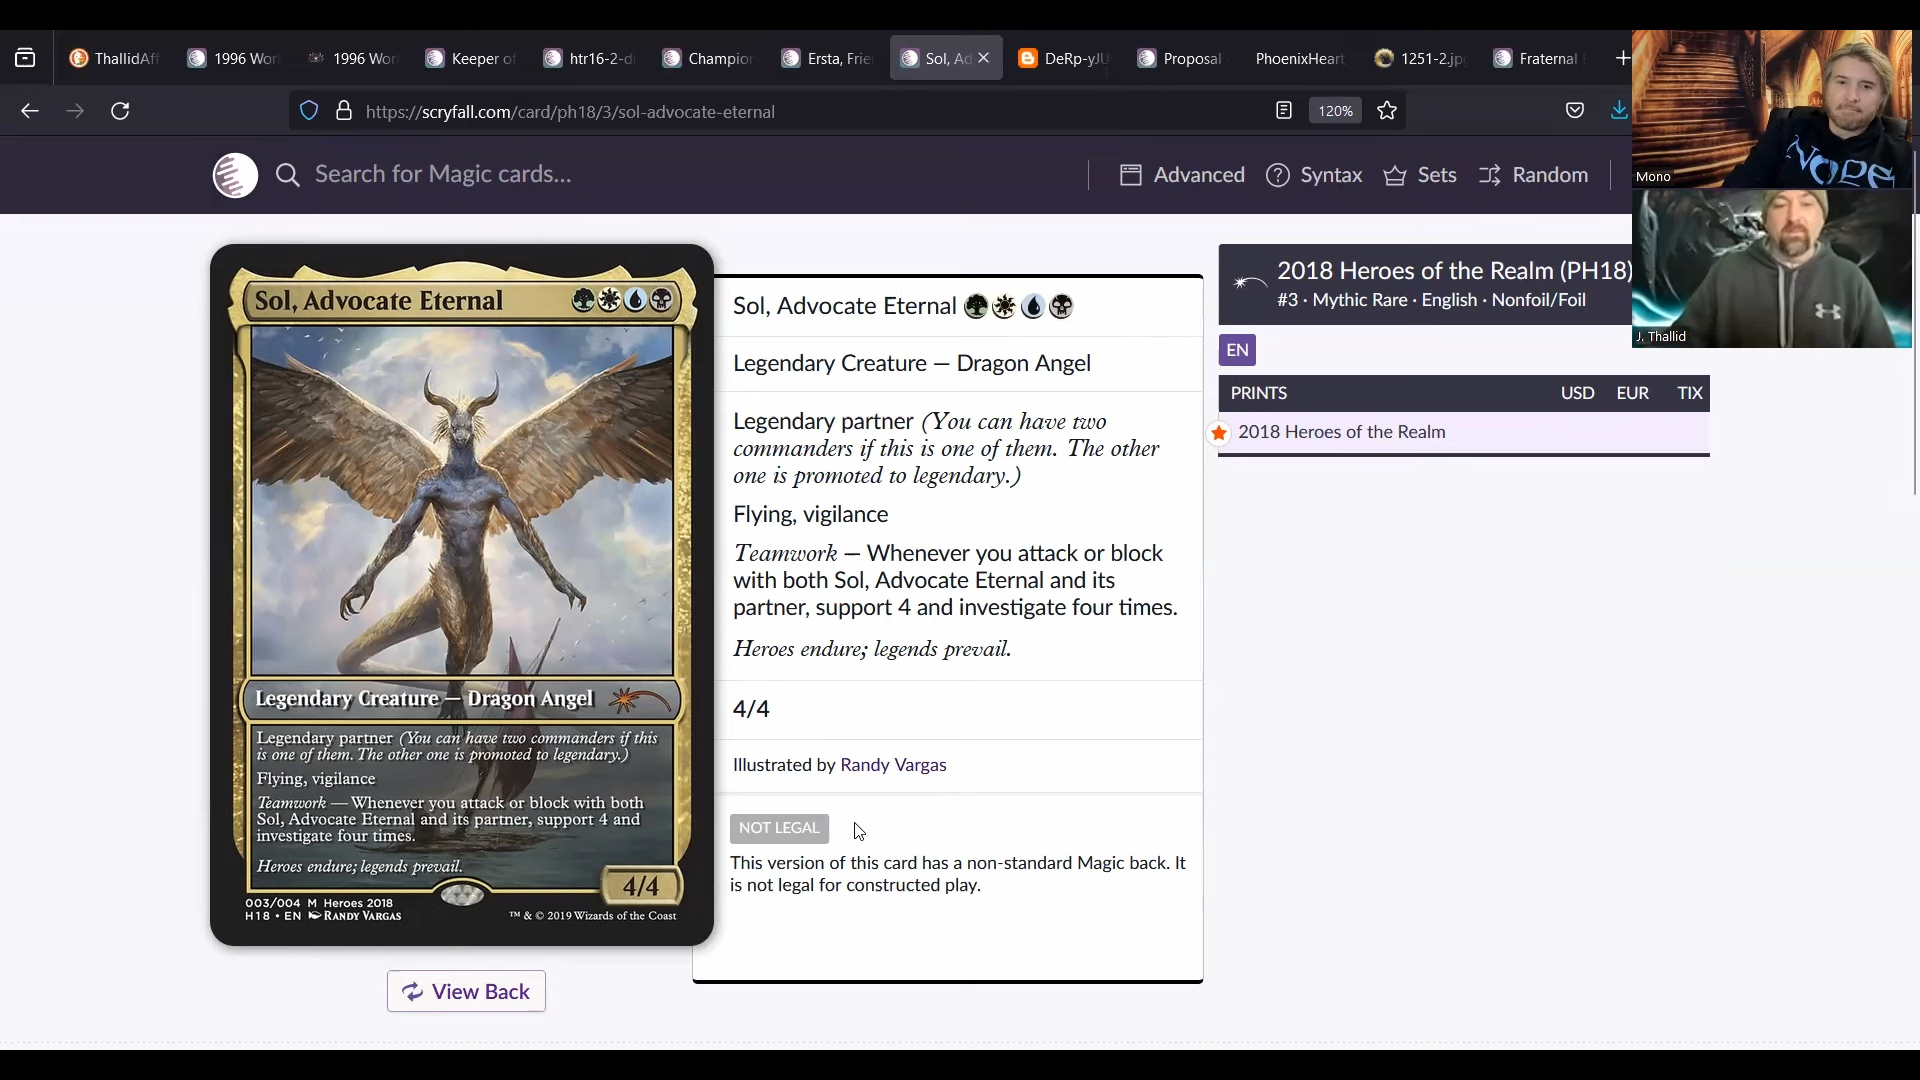 ThallidAff
1996 Wor
1996 Wor
Keeper of
htr16-2-di
Champion
Ersta, Frie
Sol, Ad
DeRp-yJU
Proposal
PhoenixHeart
1251-2.jp
Fraternal
https://scryfall.com/card/ph18/3/sol-advocate-eternal
120%
Search for Magic cards...
Advanced
Syntax
Sets
Random
NOPE
Mono
J. Thallid
Sol, Advocate Eternal
Legendary Creature — Dragon Angel
Legendary partner (You can have two commanders if this
is one of them. The other one is promoted to legendary.)
Flying, vigilance
Teamwork — Whenever you attack or block with both
Sol, Advocate Eternal and its partner, support 4 and
investigate four times.
Heroes endure; legends prevail.
4/4
003/004 M Heroes 2018
H18 • EN RANDY VARGAS
™ & © 2019 Wizards of the Coast
View Back
Sol, Advocate Eternal
Legendary Creature — Dragon Angel
Legendary partner (You can have two
commanders if this is one of them. The other
one is promoted to legendary.)
Flying, vigilance
Teamwork — Whenever you attack or block
with both Sol, Advocate Eternal and its
partner, support 4 and investigate four times.
Heroes endure; legends prevail.
4/4
Illustrated by Randy Vargas
NOT LEGAL
This version of this card has a non-standard Magic back. It
is not legal for constructed play.
2018 Heroes of the Realm (PH18)
#3 · Mythic Rare · English · Nonfoil/Foil
EN
PRINTS USD EUR TIX
2018 Heroes of the Realm